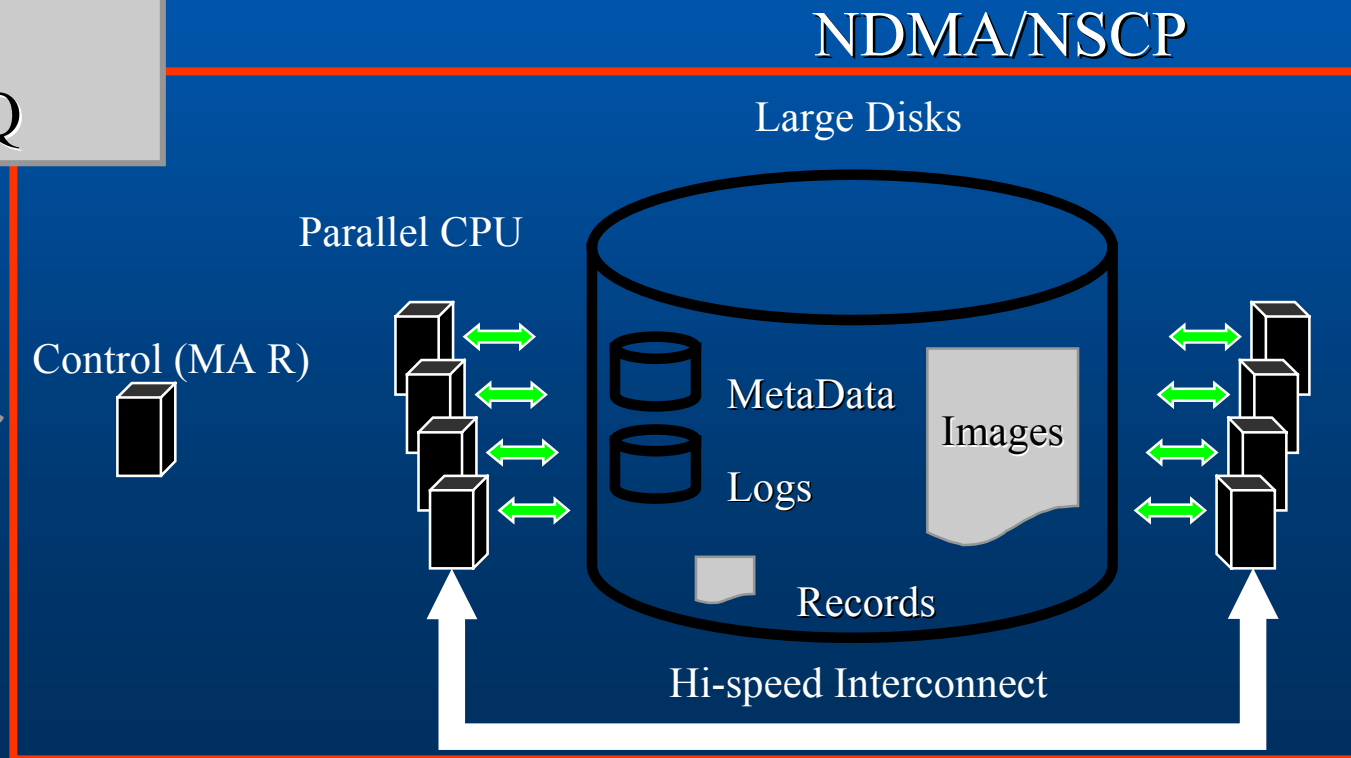 NDMA/NSCP
Q
Large Disks
Parallel CPU
Control (MA R)
MetaData
Images
Logs
Records
Hi-speed Interconnect